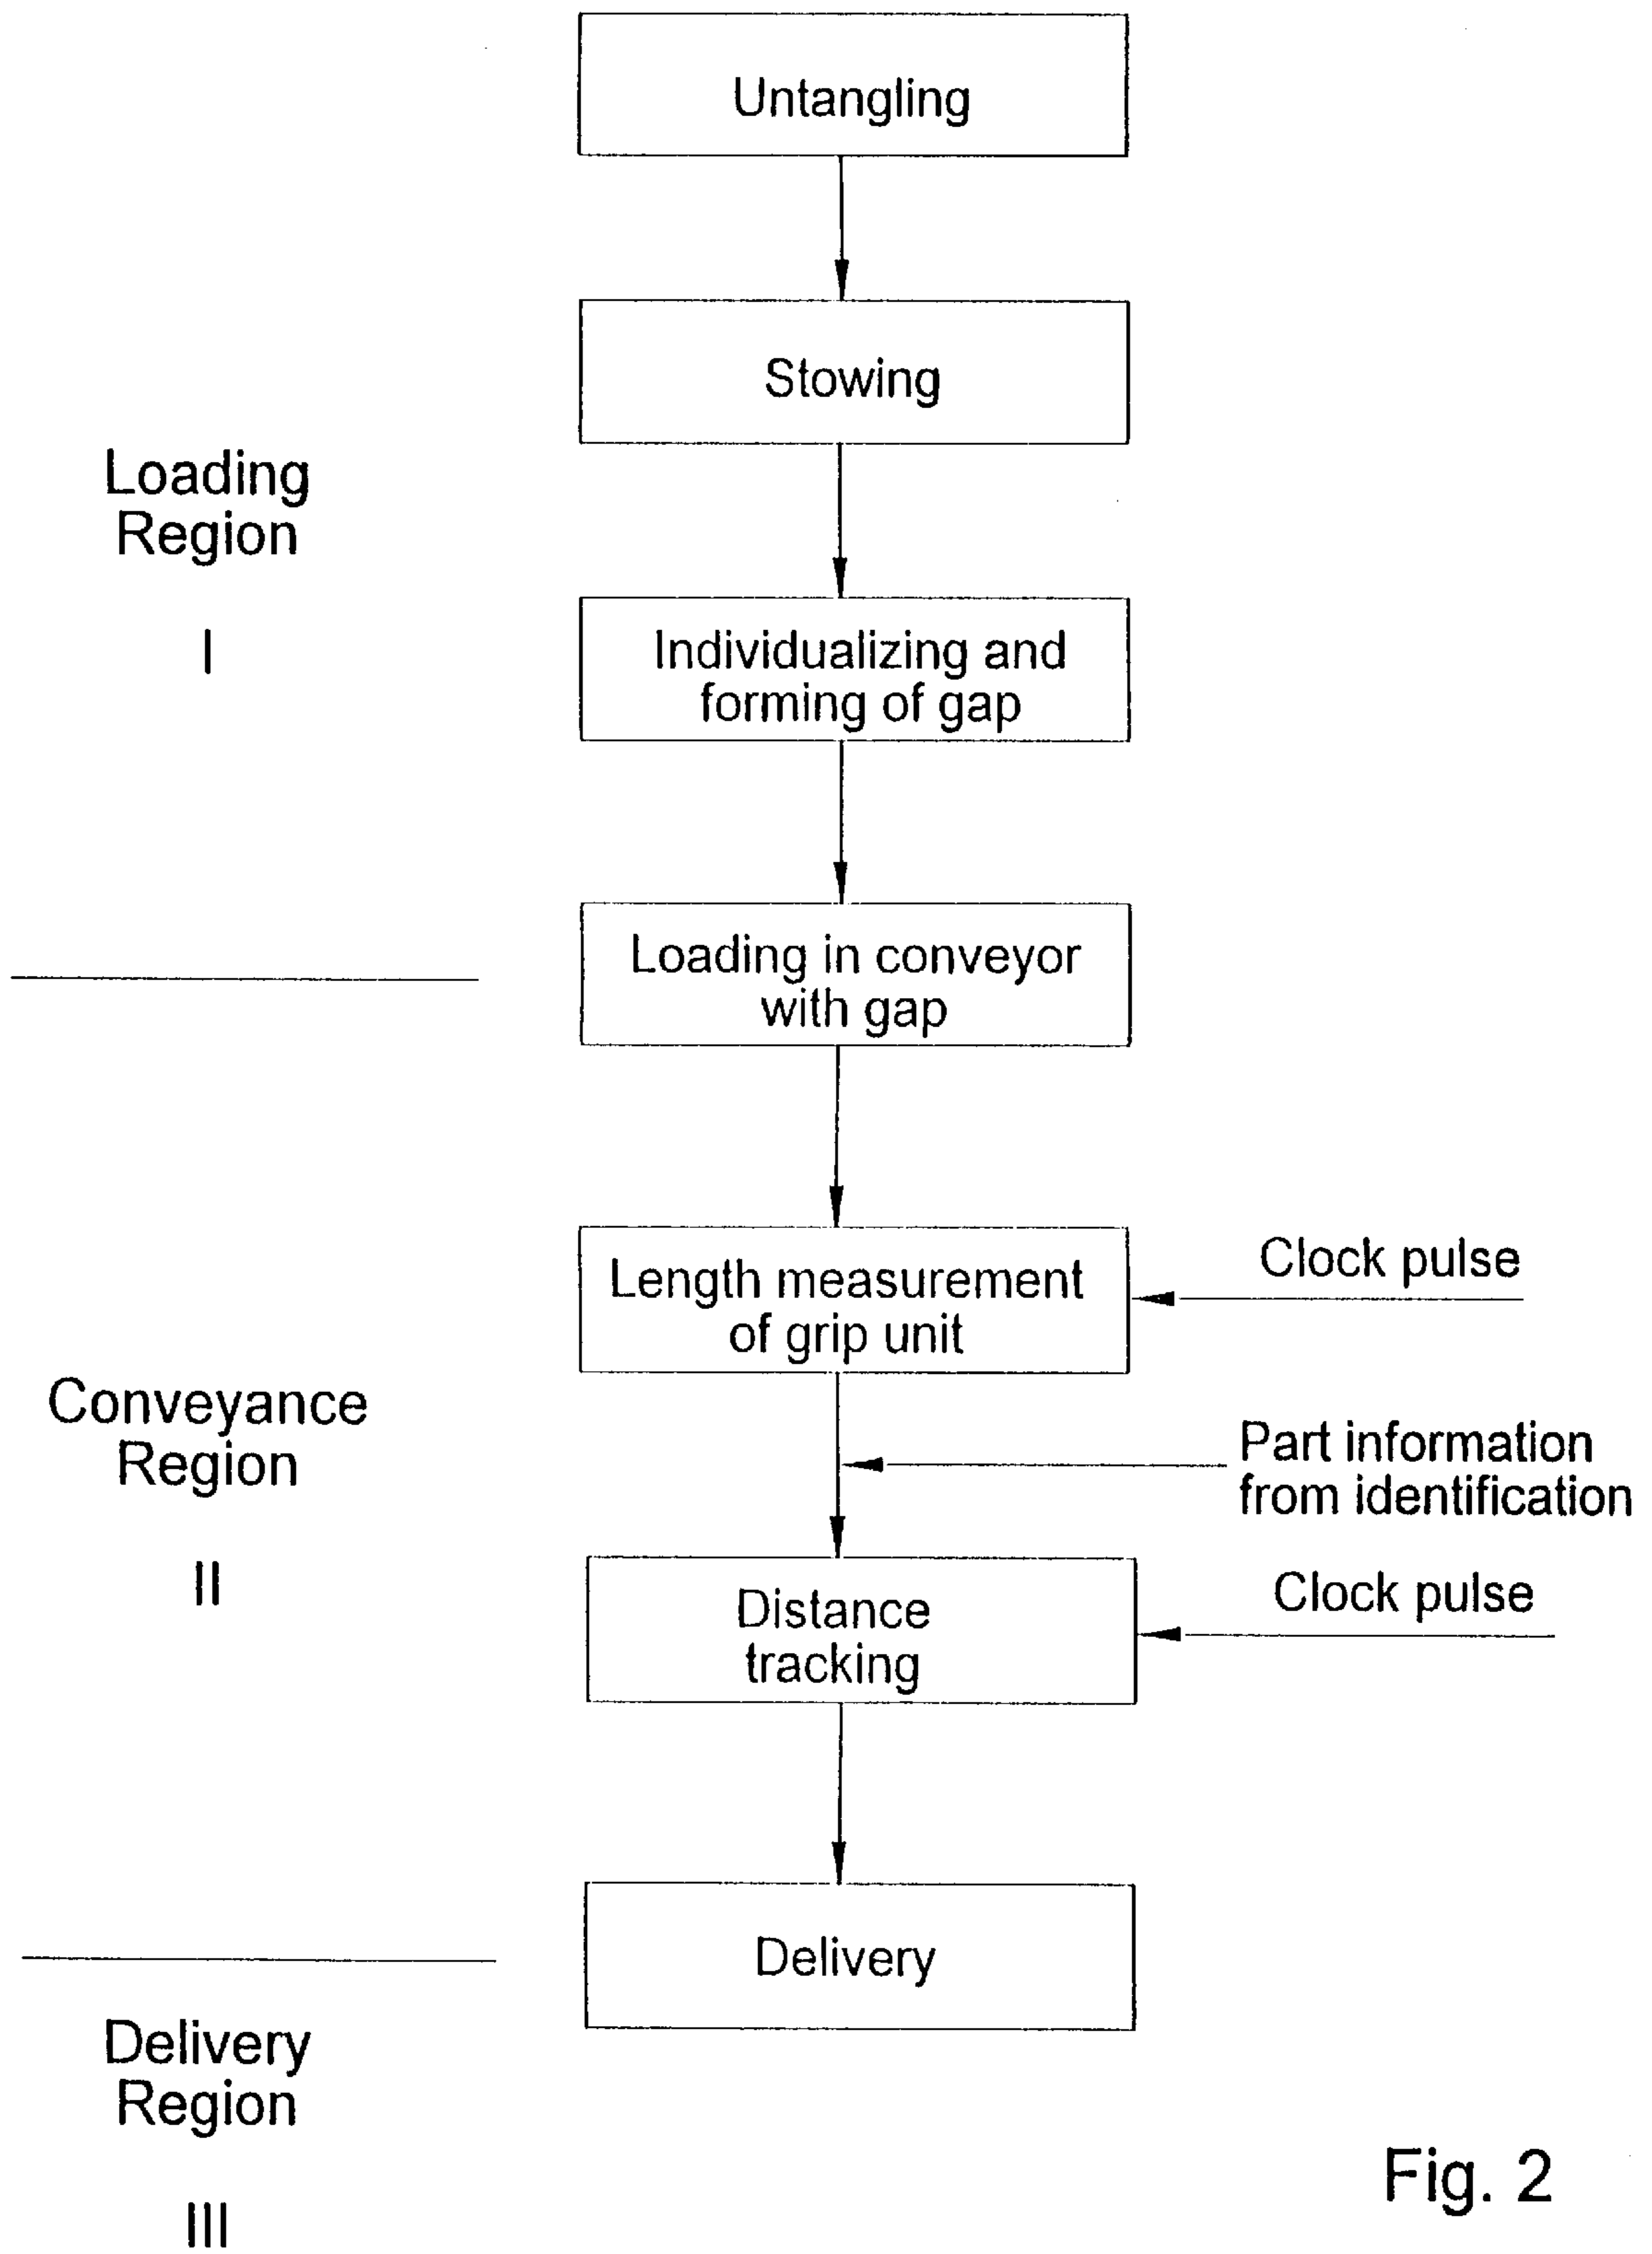 Untangling
Stowing
Loading
Region
I
Individualizing and
forming of gap
Loading in conveyor
with gap
Length measurement
of grip unit
Clock pulse
Conveyance
Region
II
Part information
from identification
Distance
tracking
Clock pulse
Delivery
Delivery
Region
III
Fig. 2